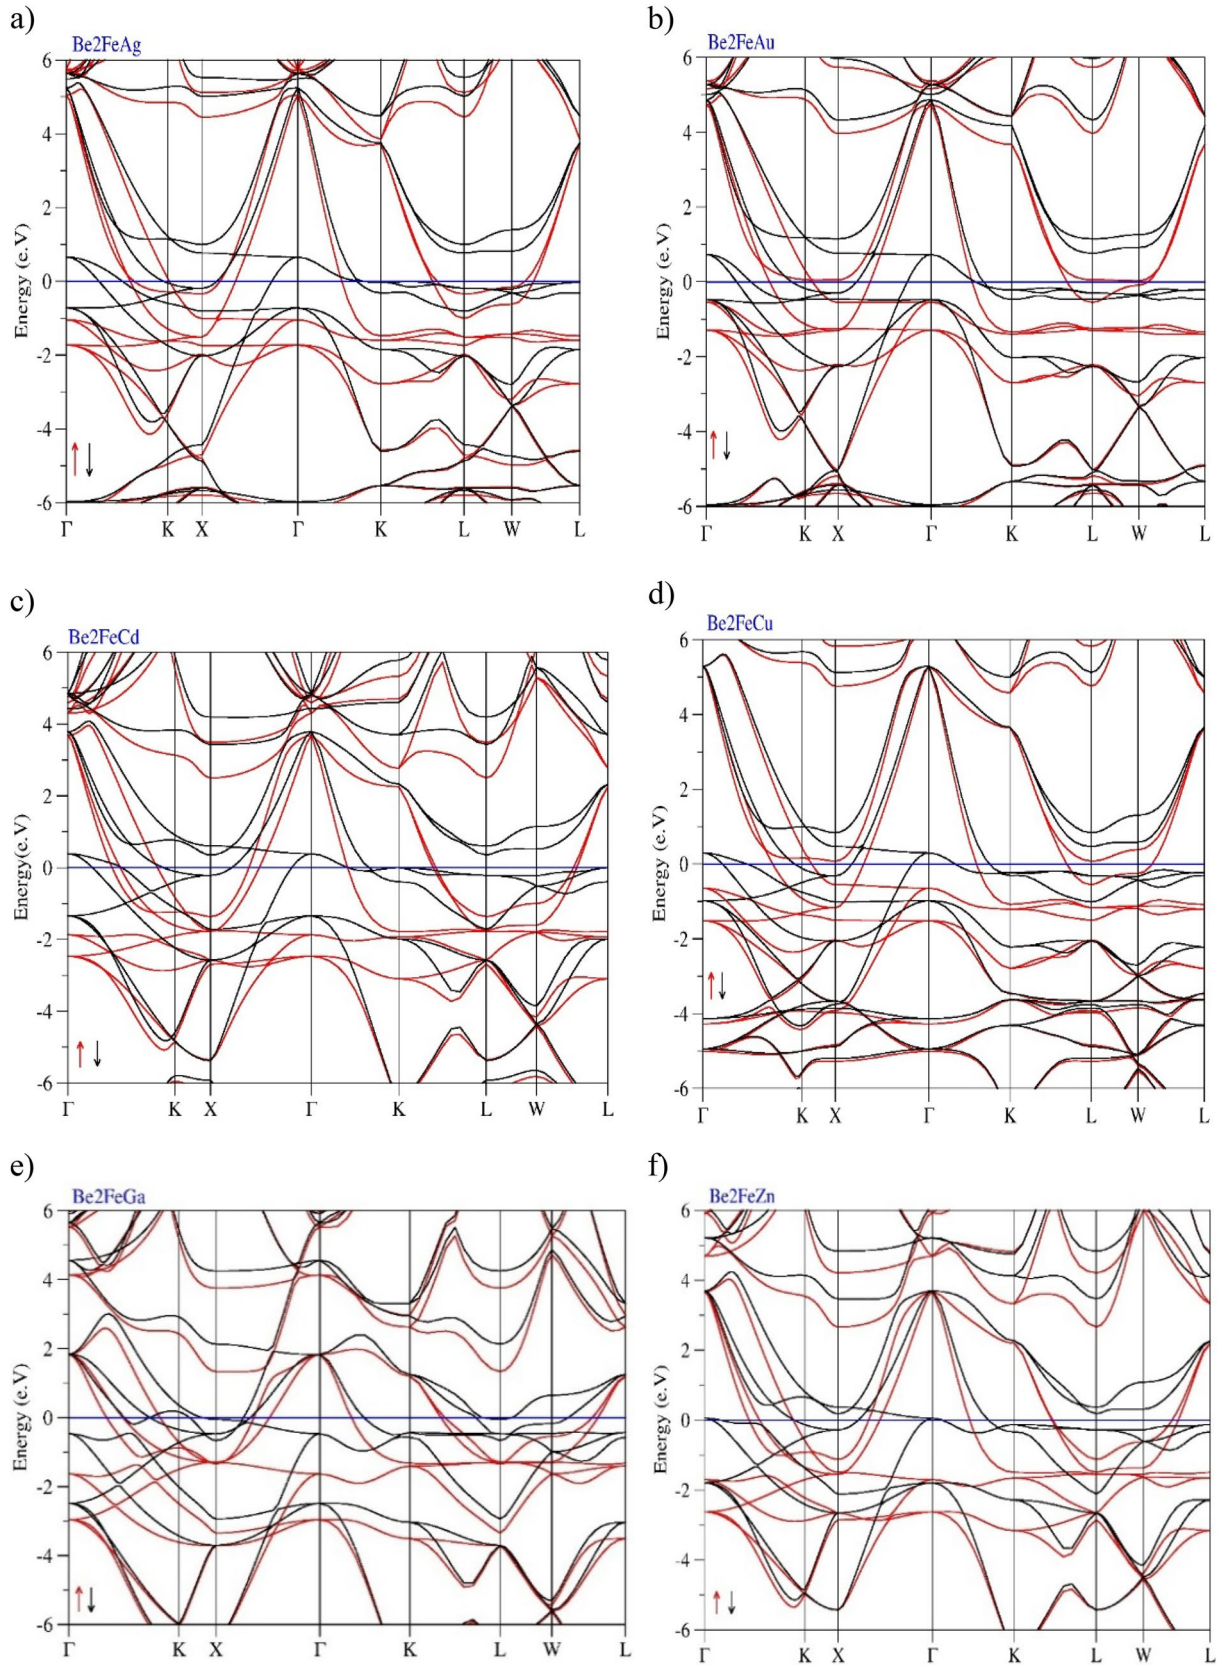 a)
Be2FeAg
6
4
2
0
-2
-4
-6
Energy (e.V)
Γ K X Γ K L W L
b)
Be2FeAu
6
4
2
0
-2
-4
-6
Energy (e.V)
Γ K X Γ K L W L
c)
Be2FeCd
6
4
2
0
-2
-4
-6
Energy(e.V)
Γ K X Γ K L W L
d)
Be2FeCu
6
4
2
0
-2
-4
-6
Energy (e.V)
Γ K X Γ K L W L
e)
Be2FeGa
6
4
2
0
-2
-4
-6
Energy (e.V)
Γ K X Γ K L W L
f)
Be2FeZn
6
4
2
0
-2
-4
-6
Energy (e.V)
Γ K X Γ K L W L